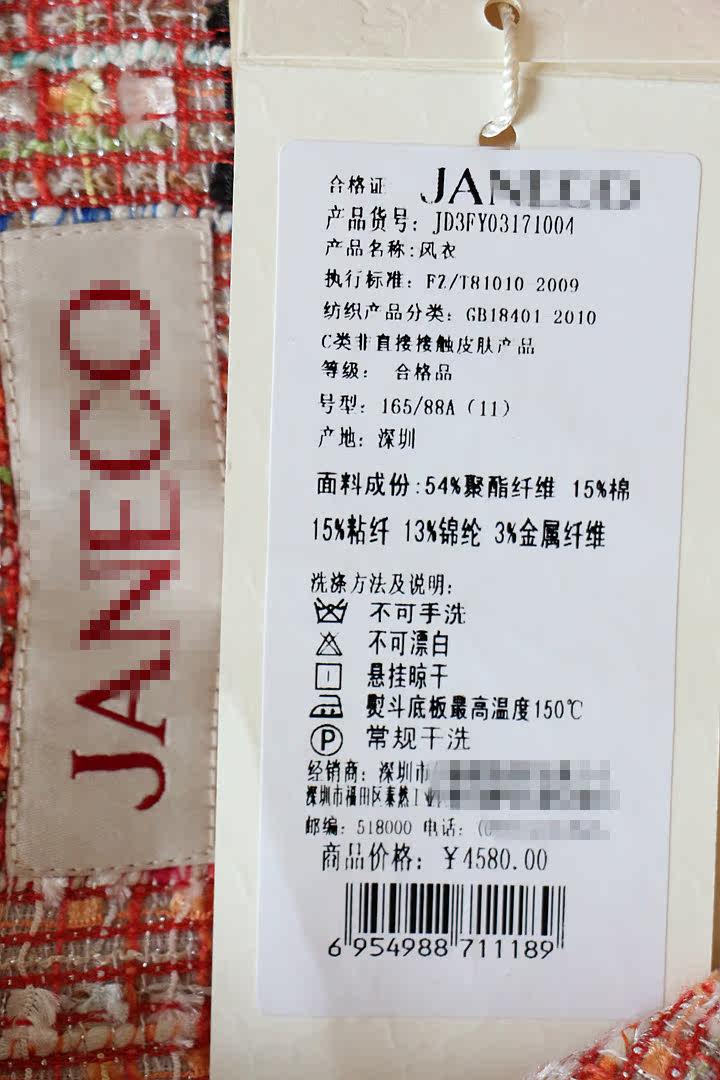 JANECO
合格证 JANECO
产品货号: JD3FY03171004
产品名称:风衣
执行标准: FZ/T81010 2009
纺织产品分类: GB18401 2010
C类非直接接触皮肤产品
等级: 合格品
号型: 165/88A (11)
产地: 深圳
面料成份:54%聚酯纤维 15%棉
15%粘纤 13%锦纶 3%金属纤维
洗涤方法及说明:
不可手洗
不可漂白
悬挂晾干
熨斗底板最高温度150℃
P 常规干洗
经销商: 深圳市
深圳市福田区泰然工业
邮编: 518000 电话: (0
商品价格: ¥4580.00
6 954988 711189